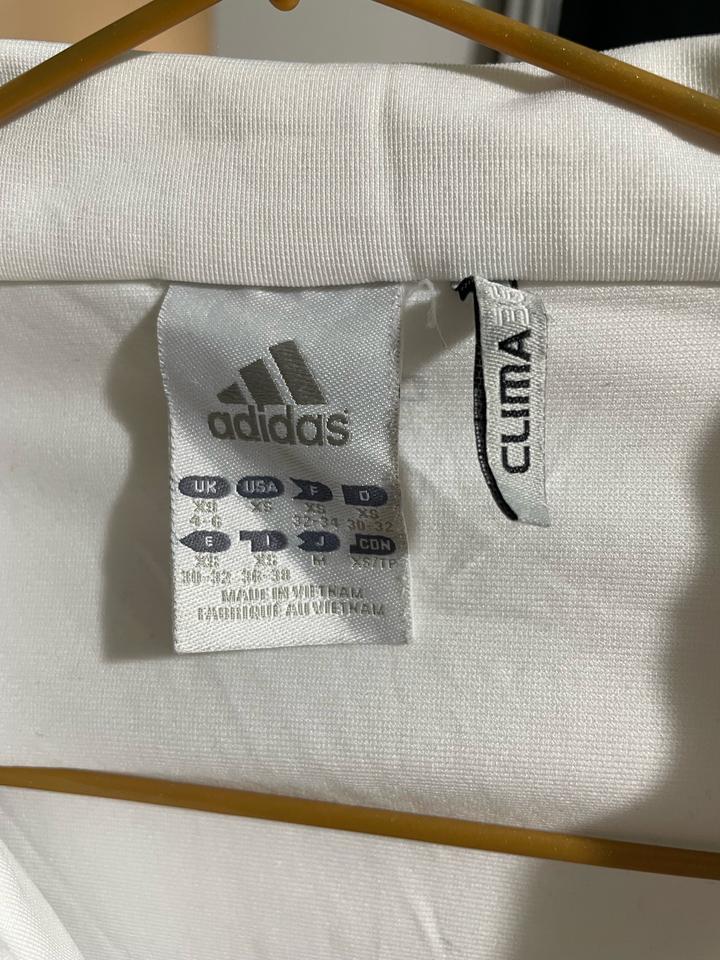 adidas
UK USA F D
XS XS XS XS
4-6 32-34 30-32
E I J CDN
XS XS M XS/TP
30-32 36-38
MADE IN VIETNAM
FABRIQUE AU VIETNAM
CLIMA